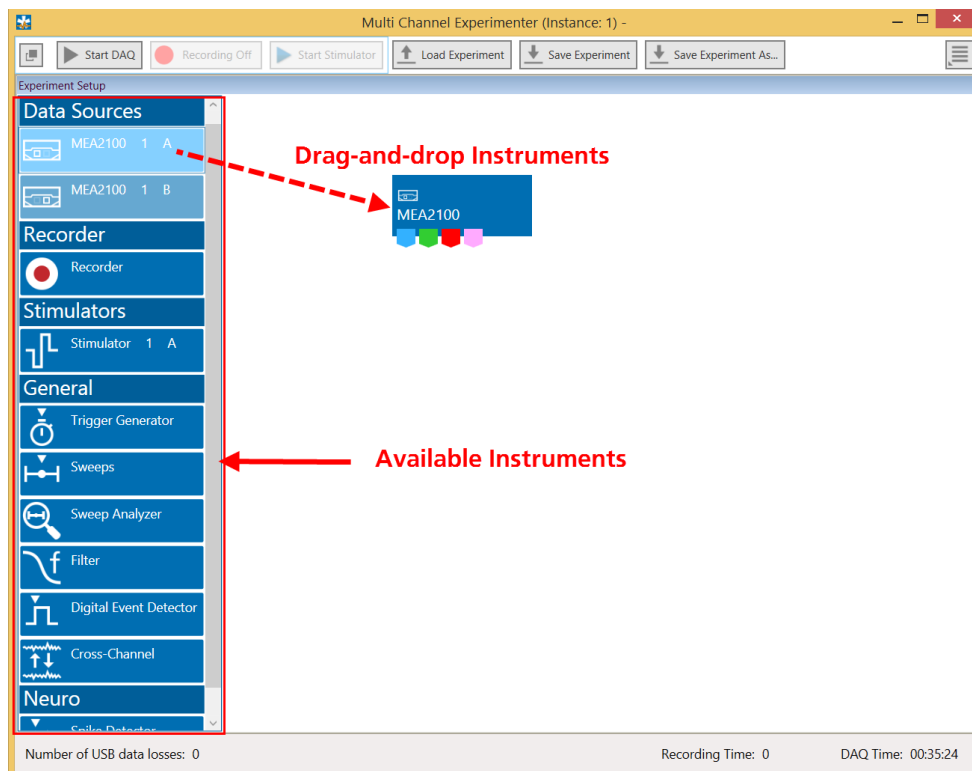 Multi Channel Experimenter (Instance: 1) -
Start DAQ Recording Off Start Stimulator Load Experiment Save Experiment Save Experiment As...
Experiment Setup
Data Sources
MEA2100 1 A
MEA2100 1 B
Recorder
Recorder
Stimulators
Stimulator 1 A
General
Trigger Generator
Sweeps
Sweep Analyzer
f Filter
Digital Event Detector
Cross-Channel
Neuro
Spike Detector
Drag-and-drop Instruments
MEA2100
Available Instruments
Number of USB data losses: 0 Recording Time: 0 DAQ Time: 00:35:24